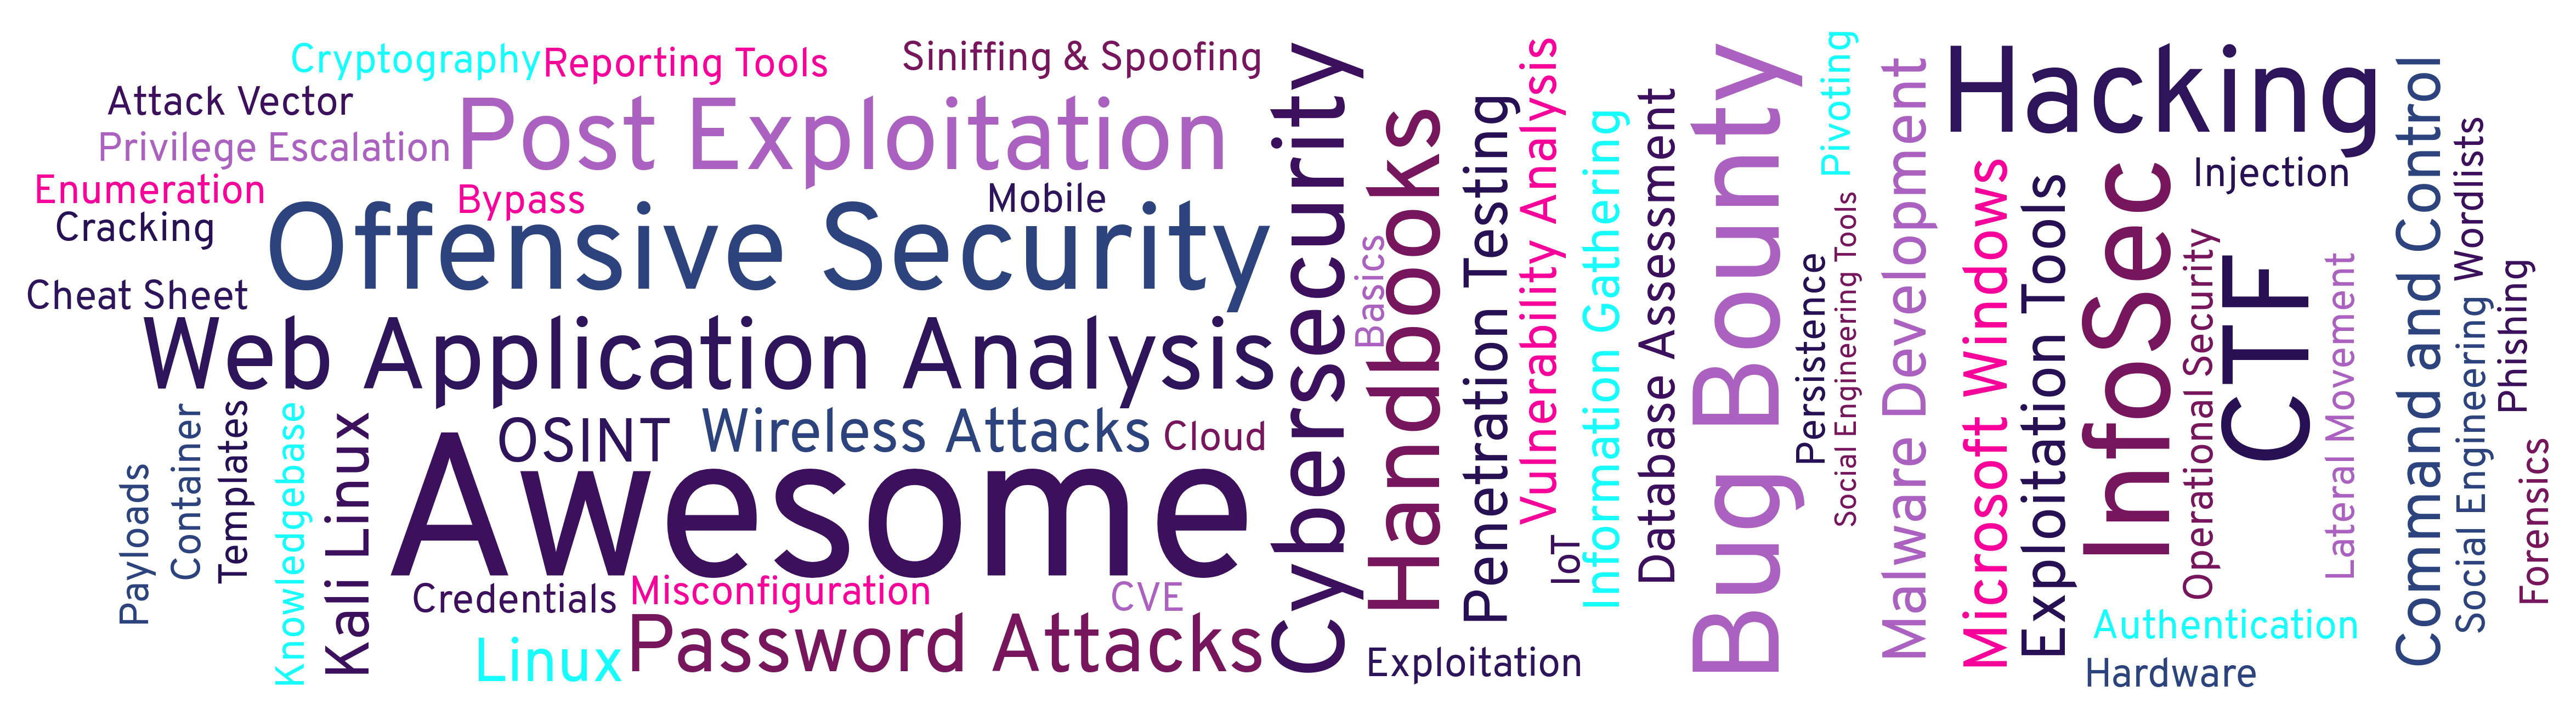 Cryptography
Reporting Tools
Siniffing & Spoofing
Attack Vector
Privilege Escalation
Post Exploitation
Enumeration
Bypass
Mobile
Cracking
Offensive Security
Cheat Sheet
Web Application Analysis
OSINT
Wireless Attacks
Cloud
Awesome
Payloads
Container
Templates
Knowledgebase
Kali Linux
Credentials
Misconfiguration
CVE
Linux
Password Attacks
Cybersecurity
Basics
Handbooks
Penetration Testing
Vulnerability Analysis
IoT
Information Gathering
Database Assessment
Exploitation
Bug Bounty
Pivoting
Persistence
Social Engineering Tools
Malware Development
Hacking
Microsoft Windows
Exploitation Tools
InfoSec
Injection
Operational Security
CTF
Lateral Movement
Authentication
Hardware
Command and Control
Wordlists
Social Engineering
Phishing
Forensics